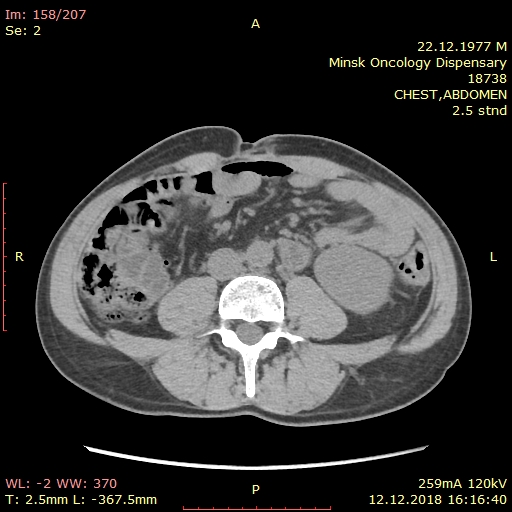 Im: 158/207
Se: 2
A
22.12.1977 M
Minsk Oncology Dispensary
18738
CHEST,ABDOMEN
2.5 stnd
R
L
WL: -2 WW: 370
T: 2.5mm L: -367.5mm
P
259mA 120kV
12.12.2018 16:16:40